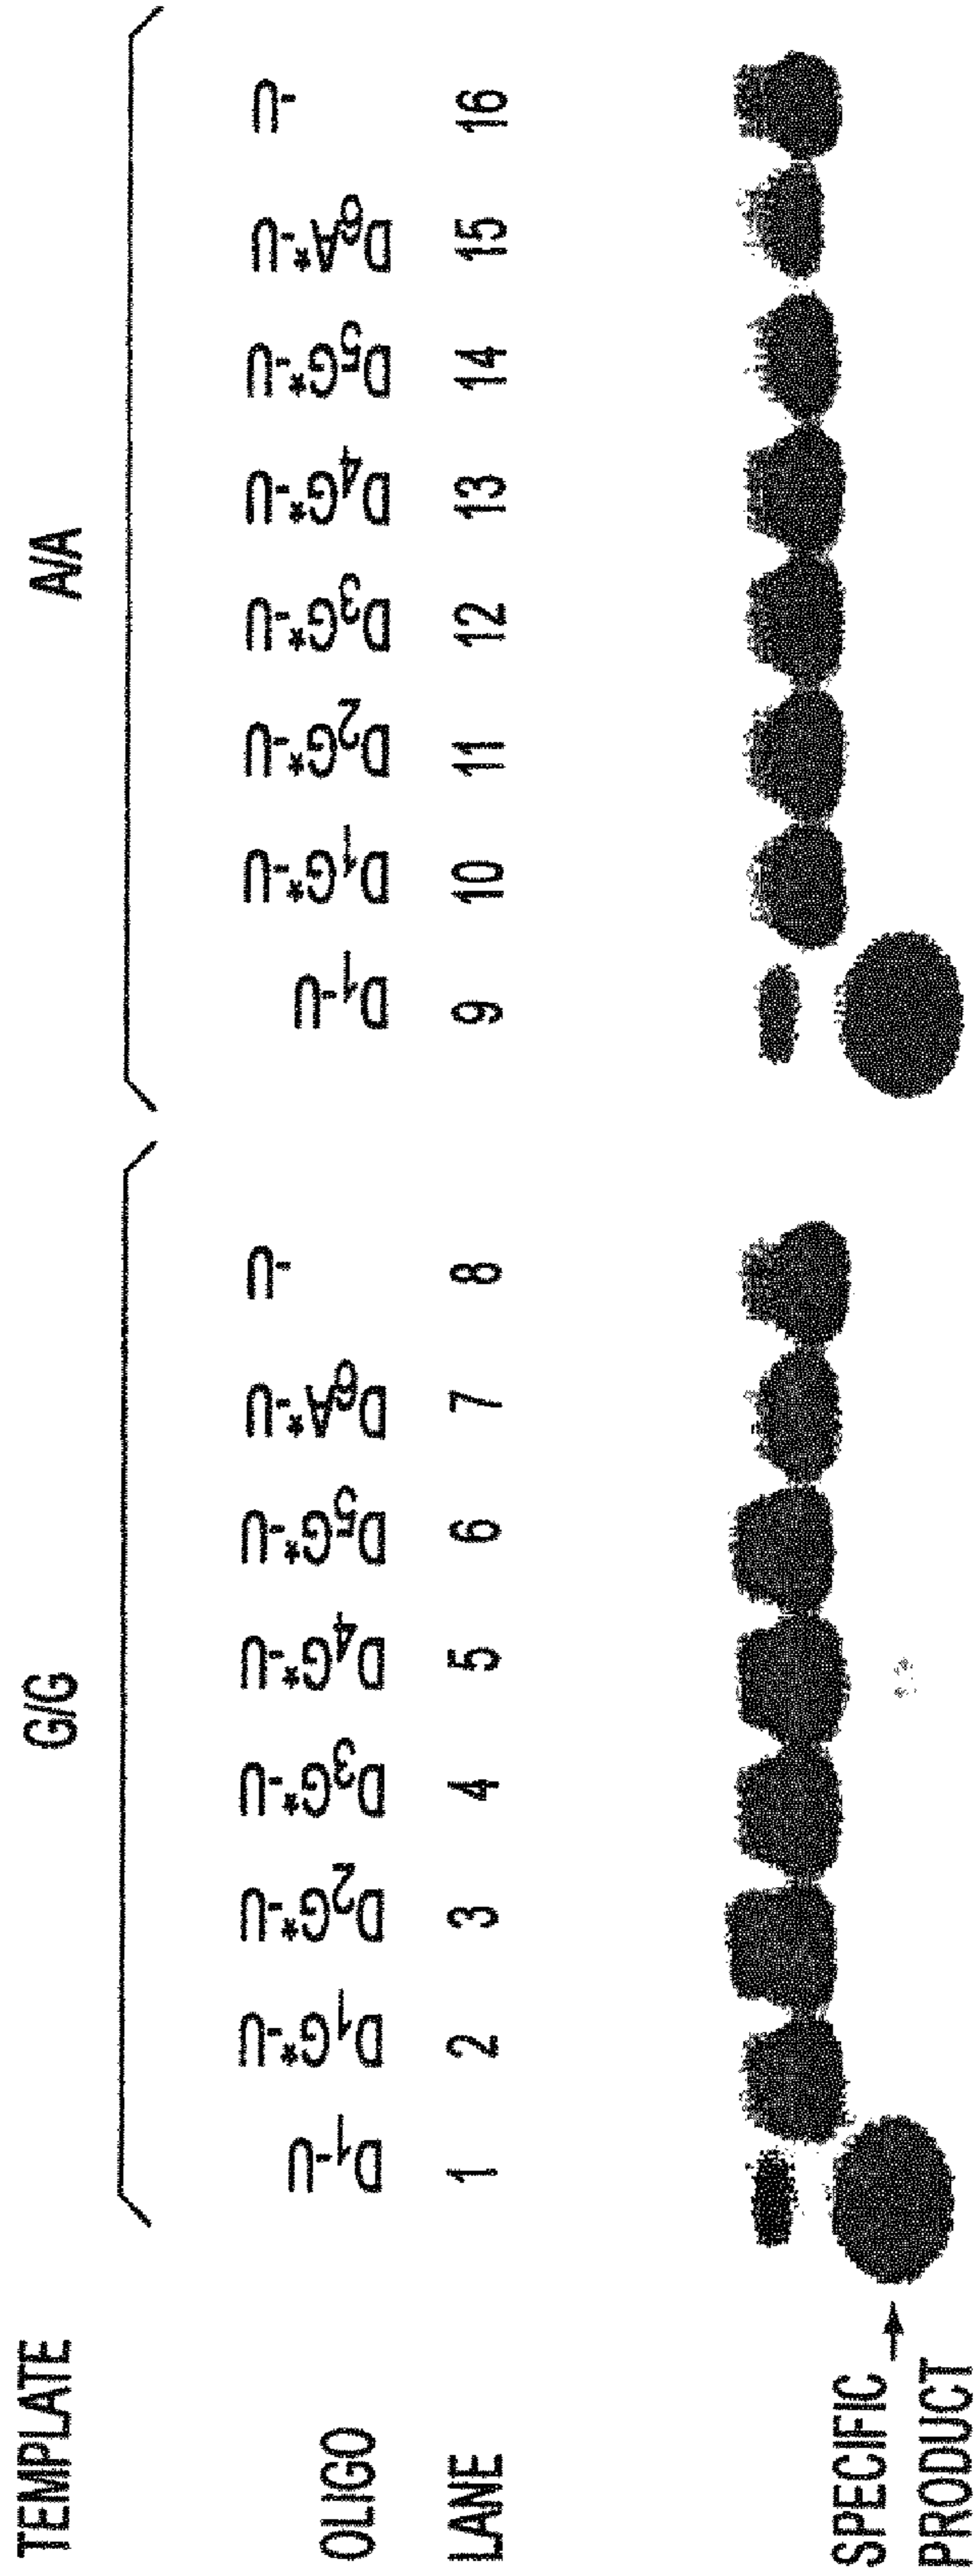 TEMPLATE G/G A/A
OLIGO D1-U D1G*-U D2G*-U D3G*-U D4G*-U D5G*-U D6A*-U -U D1-U D1G*-U D2G*-U D3G*-U D4G*-U D5G*-U D6A*-U -U
LANE 1 2 3 4 5 6 7 8 9 10 11 12 13 14 15 16
SPECIFIC
PRODUCT